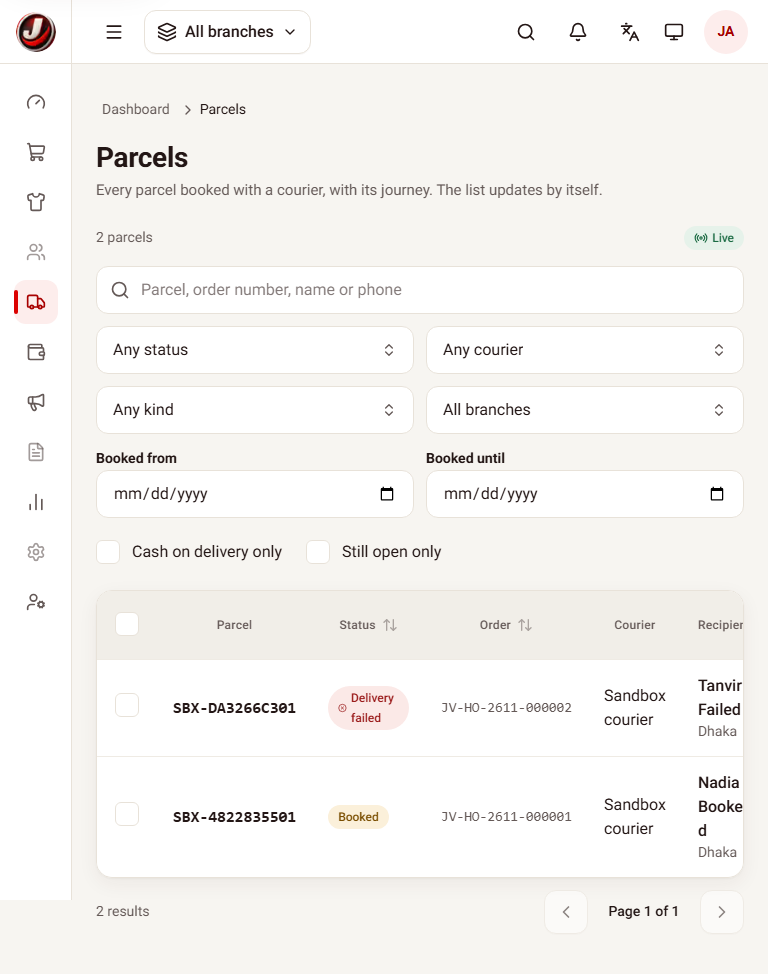 J
All branches
JA
Dashboard
Parcels
Parcels
Every parcel booked with a courier, with its journey. The list updates by itself.
2 parcels
Live
Parcel, order number, name or phone
Any status
Any courier
Any kind
All branches
Booked from
Booked until
mm/dd/yyyy
mm/dd/yyyy
Cash on delivery only
Still open only
Parcel Status Order Courier
SBX-DA3266C301
Delivery
failed
JV-HO-2611-000002
Sandbox
courier
Tanvir
Failed
Dhaka
SBX-4822835501
Booked
JV-HO-2611-000001
Sandbox
courier
Nadia
Booke
d
Dhaka
2 results
Page 1 of 1